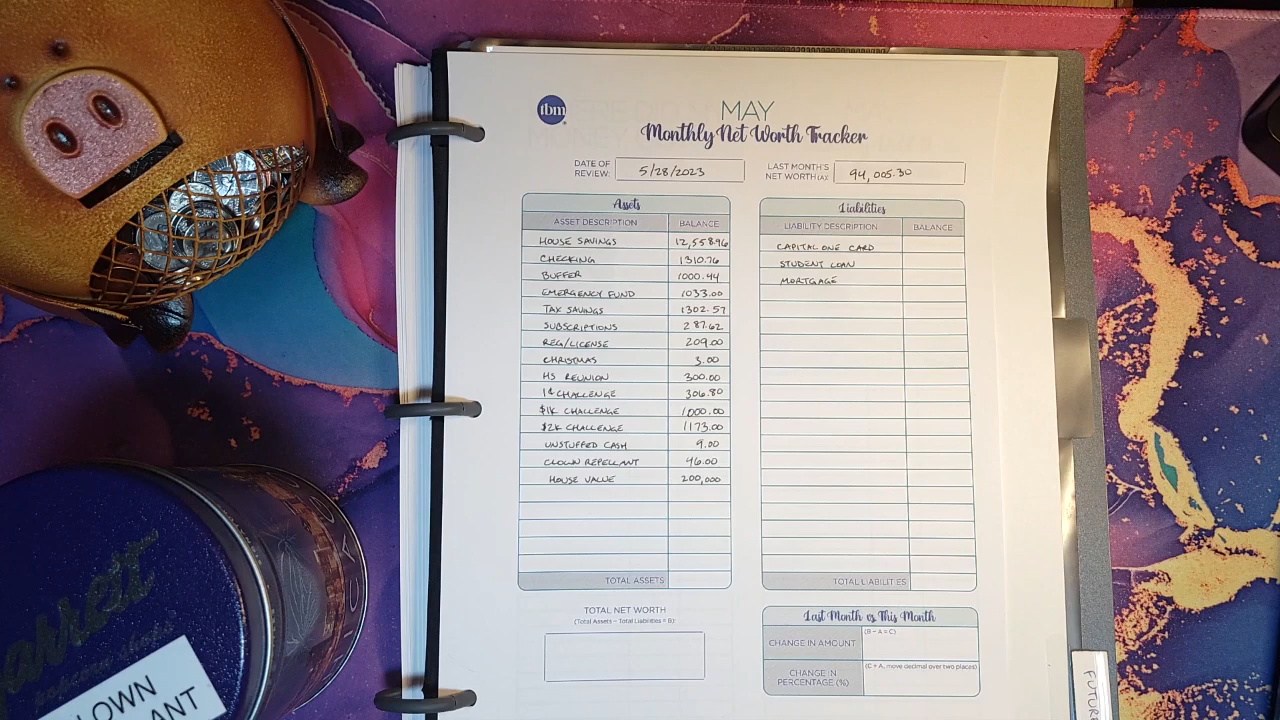 tbm
MAY
Monthly Net Worth Tracker
DATE OF REVIEW: 5/28/2023
LAST MONTH'S NET WORTH (A): 94,005.30
Assets
ASSET DESCRIPTION BALANCE
HOUSE SAVINGS 12,558.96
CHECKING 1310.76
BUFFER 1000.44
EMERGENCY FUND 1033.00
TAX SAVINGS 1302.57
SUBSCRIPTIONS 287.62
REG/LICENSE 209.00
CHRISTMAS 3.00
HS REUNION 300.00
1¢ CHALLENGE 306.80
$1K CHALLENGE 1000.00
$2K CHALLENGE 1173.00
UNSTUFFED CASH 9.00
CLOWN REPELLANT 46.00
HOUSE VALUE 200,000
TOTAL ASSETS
Liabilities
LIABILITY DESCRIPTION BALANCE
CAPITAL ONE CARD
STUDENT LOAN
MORTGAGE
TOTAL LIABILITIES
TOTAL NET WORTH
(Total Assets - Total Liabilities = B):
Last Month vs This Month
CHANGE IN AMOUNT (B - A = C)
CHANGE IN PERCENTAGE (%) (C ÷ A, move decimal over two places)
FUTUR
arrett
LOWN
ANT